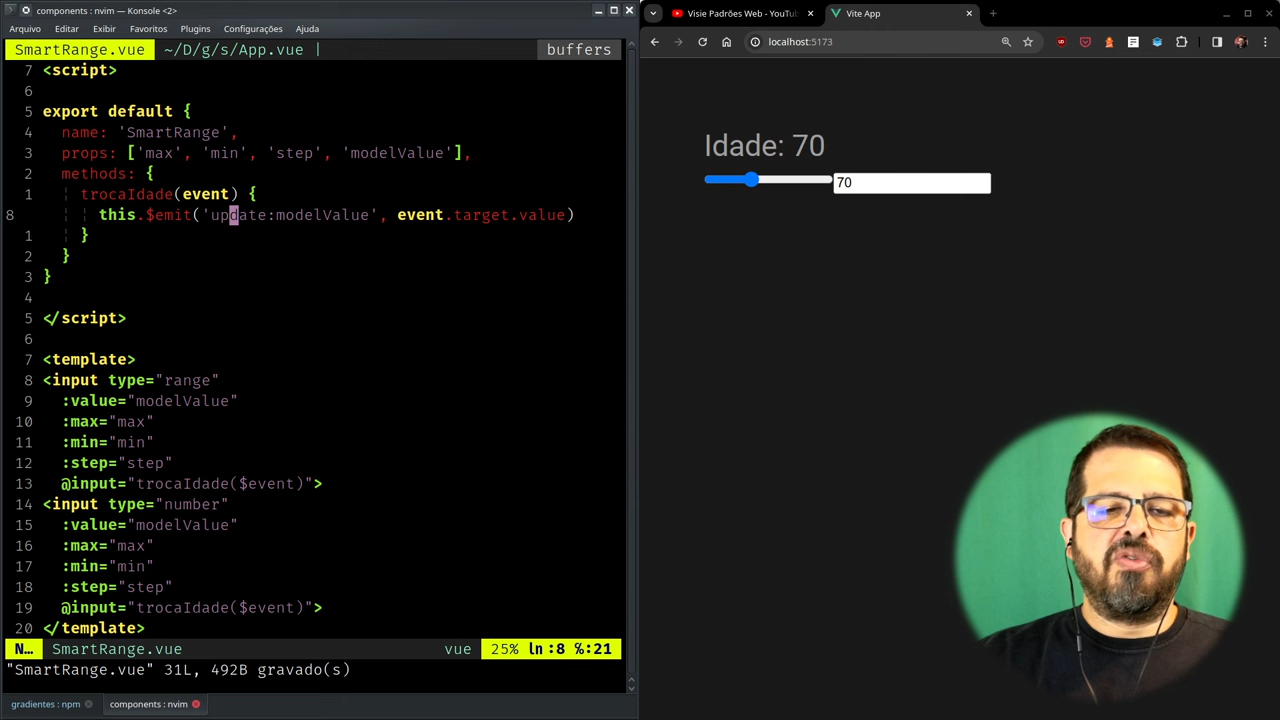 components : nvim — Konsole <2>
Arquivo Editar Exibir Favoritos Plugins Configurações Ajuda
SmartRange.vue ~/D/g/s/App.vue | buffers
7 <script>
6
5 export default {
4 name: 'SmartRange',
3 props: ['max', 'min', 'step', 'modelValue'],
2 methods: {
1 trocaIdade(event) {
8 this.$emit('update:modelValue', event.target.value)
1 }
2 }
3 }
4
5 </script>
6
7 <template>
8 <input type="range"
9 :value="modelValue"
10 :max="max"
11 :min="min"
12 :step="step"
13 @input="trocaIdade($event)">
14 <input type="number"
15 :value="modelValue"
16 :max="max"
17 :min="min"
18 :step="step"
19 @input="trocaIdade($event)">
20 </template>
N... SmartRange.vue vue 25% ln:8 %:21
"SmartRange.vue" 31L, 492B gravado(s)
gradientes : npm components : nvim
Visie Padrões Web - YouTub Vite App
localhost:5173
Idade: 70
70